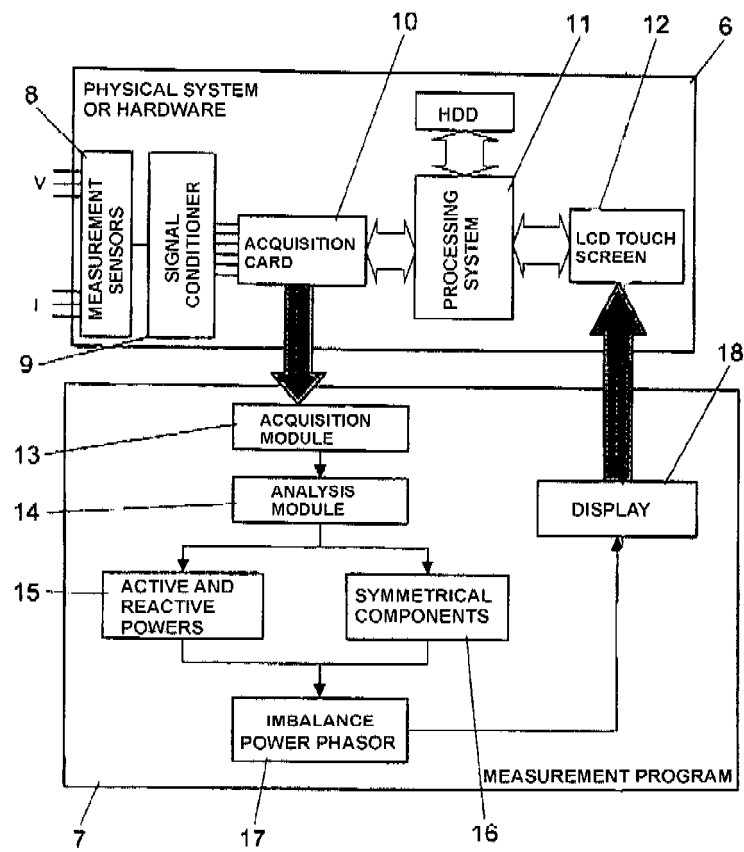 10
11
12
6
PHYSICAL SYSTEM
OR HARDWARE
8
HDD
V
I
MEASUREMENT
SENSORS
SIGNAL
CONDITIONER
ACQUISITION
CARD
PROCESSING
SYSTEM
LCD TOUCH
SCREEN
9
18
ACQUISITION
MODULE
13
ANALYSIS
MODULE
14
DISPLAY
15
ACTIVE AND
REACTIVE
POWERS
SYMMETRICAL
COMPONENTS
IMBALANCE
POWER PHASOR
MEASUREMENT PROGRAM
7
17
16